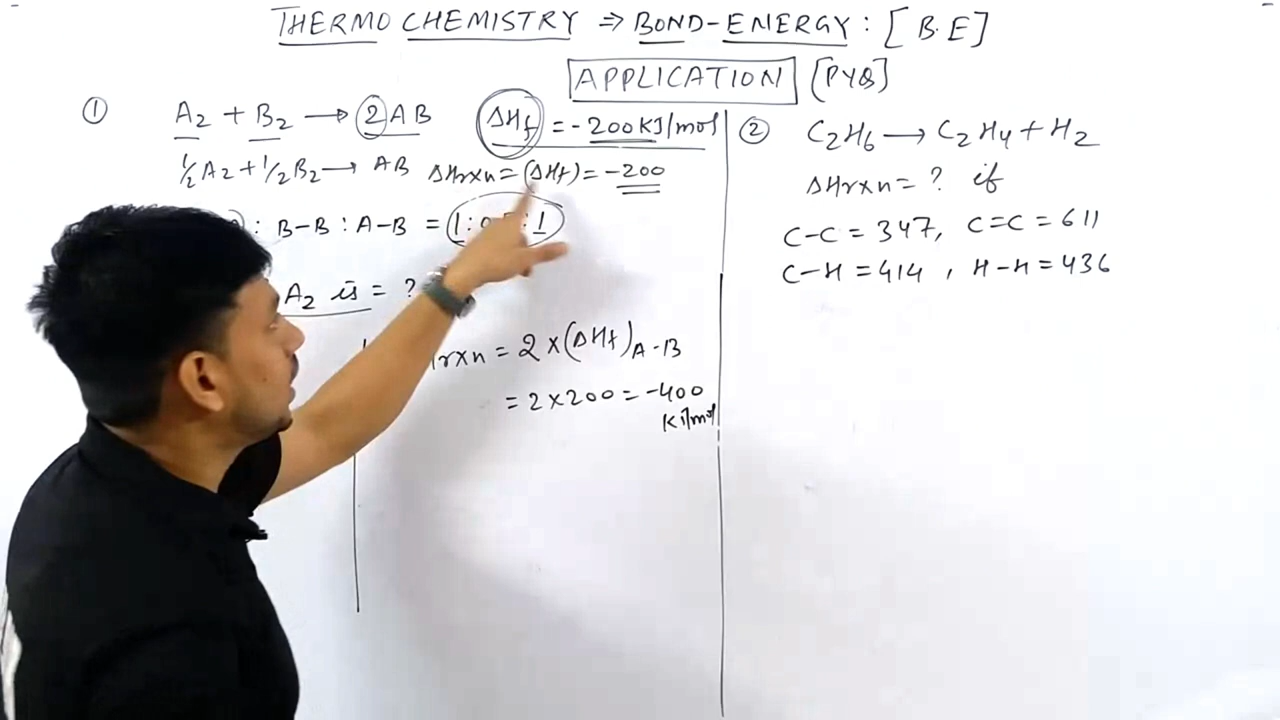 THERMO CHEMISTRY ⇒ BOND-ENERGY : [B.E]
APPLICATION [PYQ]
① A₂ + B₂ → 2AB ΔHf = -200KJ/mol
½A₂ + ½B₂ → AB ΔHrxn = (ΔHf) = -200
: B-B : A-B = 1 : : 1
A₂ is = ?
rxn = 2 × (ΔHf)A-B
= 2 × 200 = -400
KJ/mol
② C₂H₆ → C₂H₄ + H₂
ΔHrxn = ? if
C-C = 347, C=C = 611
C-H = 414 , H-H = 436